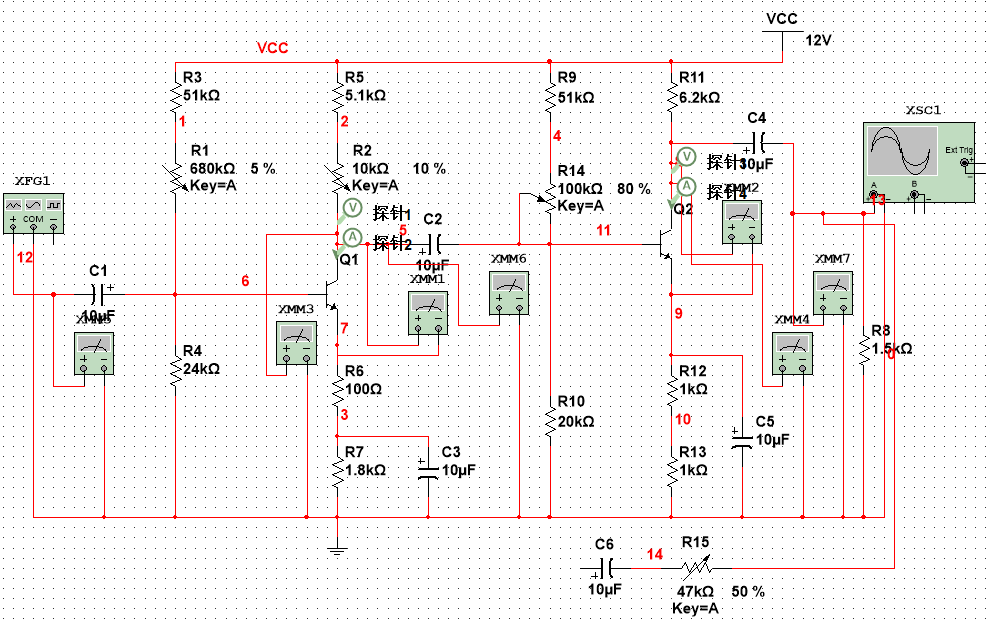 VCC
12V
VCC
R3
51kΩ
1
R5
5.1kΩ
2
R9
51kΩ
4
R11
6.2kΩ
C4
30µF
XSC1
Ext Trig
A
B
13
R1
680kΩ 5 %
Key=A
R2
10kΩ 10 %
Key=A
R14
100kΩ 80 %
Key=A
V
探针
A
探针4
XMM2
Q2
XFG1
COM
12
V
探针1
A
探针2
5
C2
10µF
Q1
11
C1
10µF
6
XMM5
XMM3
XMM1
XMM6
XMM7
XMM4
7
9
R4
24kΩ
R6
100Ω
3
R8
1.5kΩ
0
R12
1kΩ
10
R10
20kΩ
C5
10µF
R7
1.8kΩ
C3
10µF
R13
1kΩ
C6
10µF
14
R15
47kΩ 50 %
Key=A